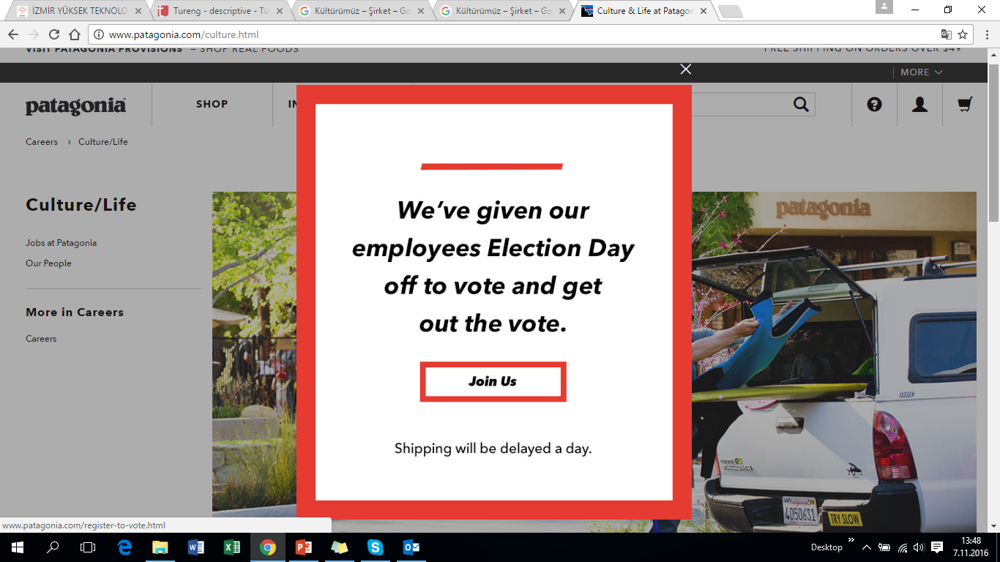 İZMİR YÜKSEK TEKNOLO
Tureng - descriptive - Tü
Kültürümüz – Şirket – Go
Kültürümüz – Şirket – Go
Culture & Life at Patagon
www.patagonia.com/culture.html
VISIT PATAGONIA PROVISIONS – SHOP REAL FOODS
FREE SHIPPING ON ORDERS OVER $49
MORE
patagonia
SHOP
IN
Careers › Culture/Life
Culture/Life
Jobs at Patagonia
Our People
More in Careers
Careers
patagonia
We've given our
employees Election Day
off to vote and get
out the vote.
Join Us
Shipping will be delayed a day.
ARE
California
4050631
TRY SLOW
www.patagonia.com/register-to-vote.html
Desktop
13:48
7.11.2016